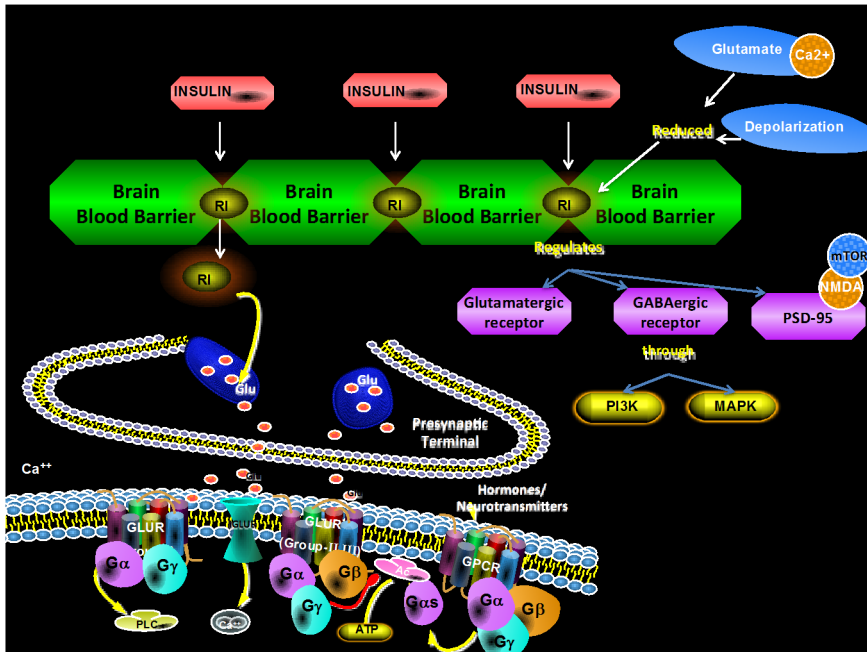 Glutamate
Ca2+
INSULIN
INSULIN
INSULIN
Reduced
Depolarization
Brain
Blood Barrier
Brain
Blood Barrier
Brain
Blood Barrier
Brain
Blood Barrier
RI
RI
RI
Regulates
RI
mTOR
NMDA
Glutamatergic
receptor
GABAergic
receptor
PSD-95
through
PI3K
MAPK
Glu
Glu
Presynaptic
Terminal
Ca++
Glu
Glu
Hormones/
Neurotransmitters
GLUR
GLUR
GLUR
(Group-II,III)
GPCR
Gα
Gγ
Gα
Gβ
Gγ
Gαs
Gα
Gβ
Gγ
PLC
ATP